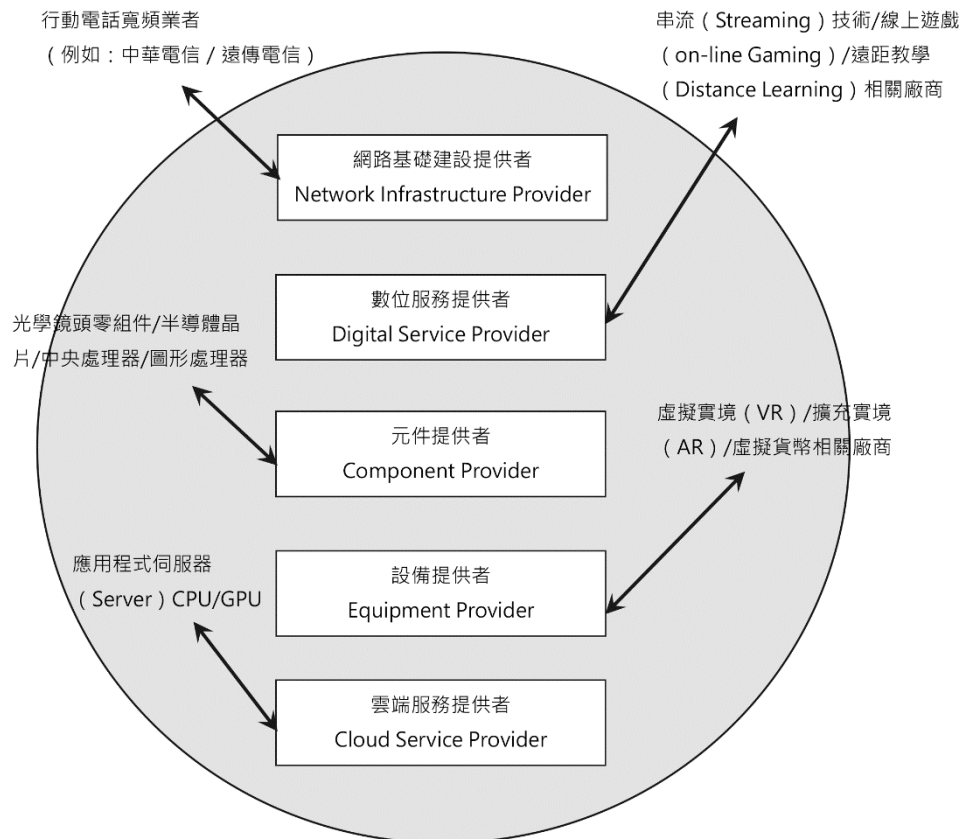 行動電話寬頻業者
（例如：中華電信 / 遠傳電信）
串流（Streaming）技術/線上遊戲
（on-line Gaming）/遠距教學
（Distance Learning）相關廠商
網路基礎建設提供者
Network Infrastructure Provider
數位服務提供者
Digital Service Provider
光學鏡頭零組件/半導體晶
片/中央處理器/圖形處理器
元件提供者
Component Provider
虛擬實境（VR）/擴充實境
（AR）/虛擬貨幣相關廠商
應用程式伺服器
（Server）CPU/GPU
設備提供者
Equipment Provider
雲端服務提供者
Cloud Service Provider